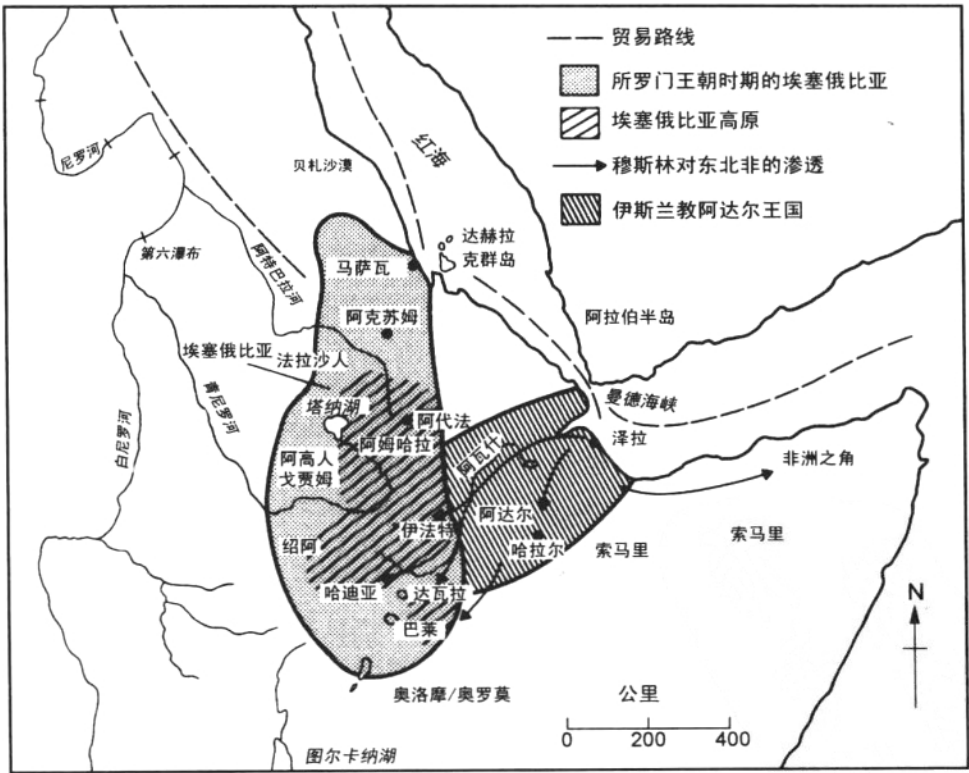 贸易路线
所罗门王朝时期的埃塞俄比亚
埃塞俄比亚高原
穆斯林对东北非的渗透
伊斯兰教阿达尔王国
尼罗河
贝札沙漠
红海
第六瀑布
阿特巴拉河
马萨瓦
达赫拉
克群岛
阿克苏姆
阿拉伯半岛
埃塞俄比亚
法拉沙人
青尼罗河
白尼罗河
塔纳湖
阿代法
阿姆哈拉
曼德海峡
泽拉
非洲之角
阿高人
戈贾姆
阿瓦什
绍阿
伊法特
阿达尔
哈拉尔
索马里
索马里
哈迪亚
达瓦拉
巴莱
N
奥洛摩/奥罗莫
公里
0 200 400
图尔卡纳湖